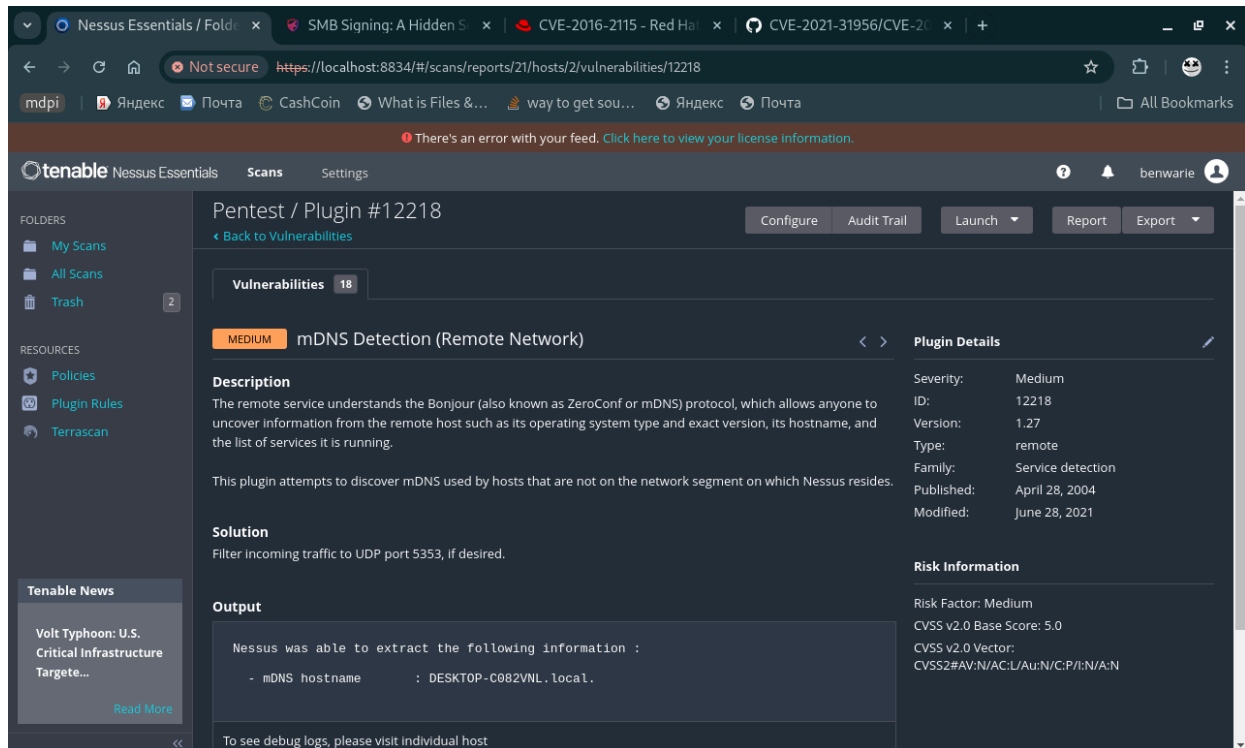 Nessus Essentials / Folde
SMB Signing: A Hidden S
CVE-2016-2115 - Red Ha
CVE-2021-31956/CVE-20
Not secure https://localhost:8834/#/scans/reports/21/hosts/2/vulnerabilities/12218
mdpi Яндекс Почта CashCoin What is Files &... way to get sou... Яндекс Почта All Bookmarks
There's an error with your feed. Click here to view your license information.
tenable Nessus Essentials Scans Settings benwarie
FOLDERS
My Scans
All Scans
Trash 2
RESOURCES
Policies
Plugin Rules
Terrascan
Tenable News
Volt Typhoon: U.S.
Critical Infrastructure
Targete...
Read More
Pentest / Plugin #12218
Back to Vulnerabilities
Configure Audit Trail Launch Report Export
Vulnerabilities 18
MEDIUM mDNS Detection (Remote Network)
Description
The remote service understands the Bonjour (also known as ZeroConf or mDNS) protocol, which allows anyone to
uncover information from the remote host such as its operating system type and exact version, its hostname, and
the list of services it is running.
This plugin attempts to discover mDNS used by hosts that are not on the network segment on which Nessus resides.
Solution
Filter incoming traffic to UDP port 5353, if desired.
Output
Nessus was able to extract the following information :
- mDNS hostname : DESKTOP-C082VNL.local.
To see debug logs, please visit individual host
Plugin Details
Severity: Medium
ID: 12218
Version: 1.27
Type: remote
Family: Service detection
Published: April 28, 2004
Modified: June 28, 2021
Risk Information
Risk Factor: Medium
CVSS v2.0 Base Score: 5.0
CVSS v2.0 Vector:
CVSS2#AV:N/AC:L/Au:N/C:P/I:N/A:N